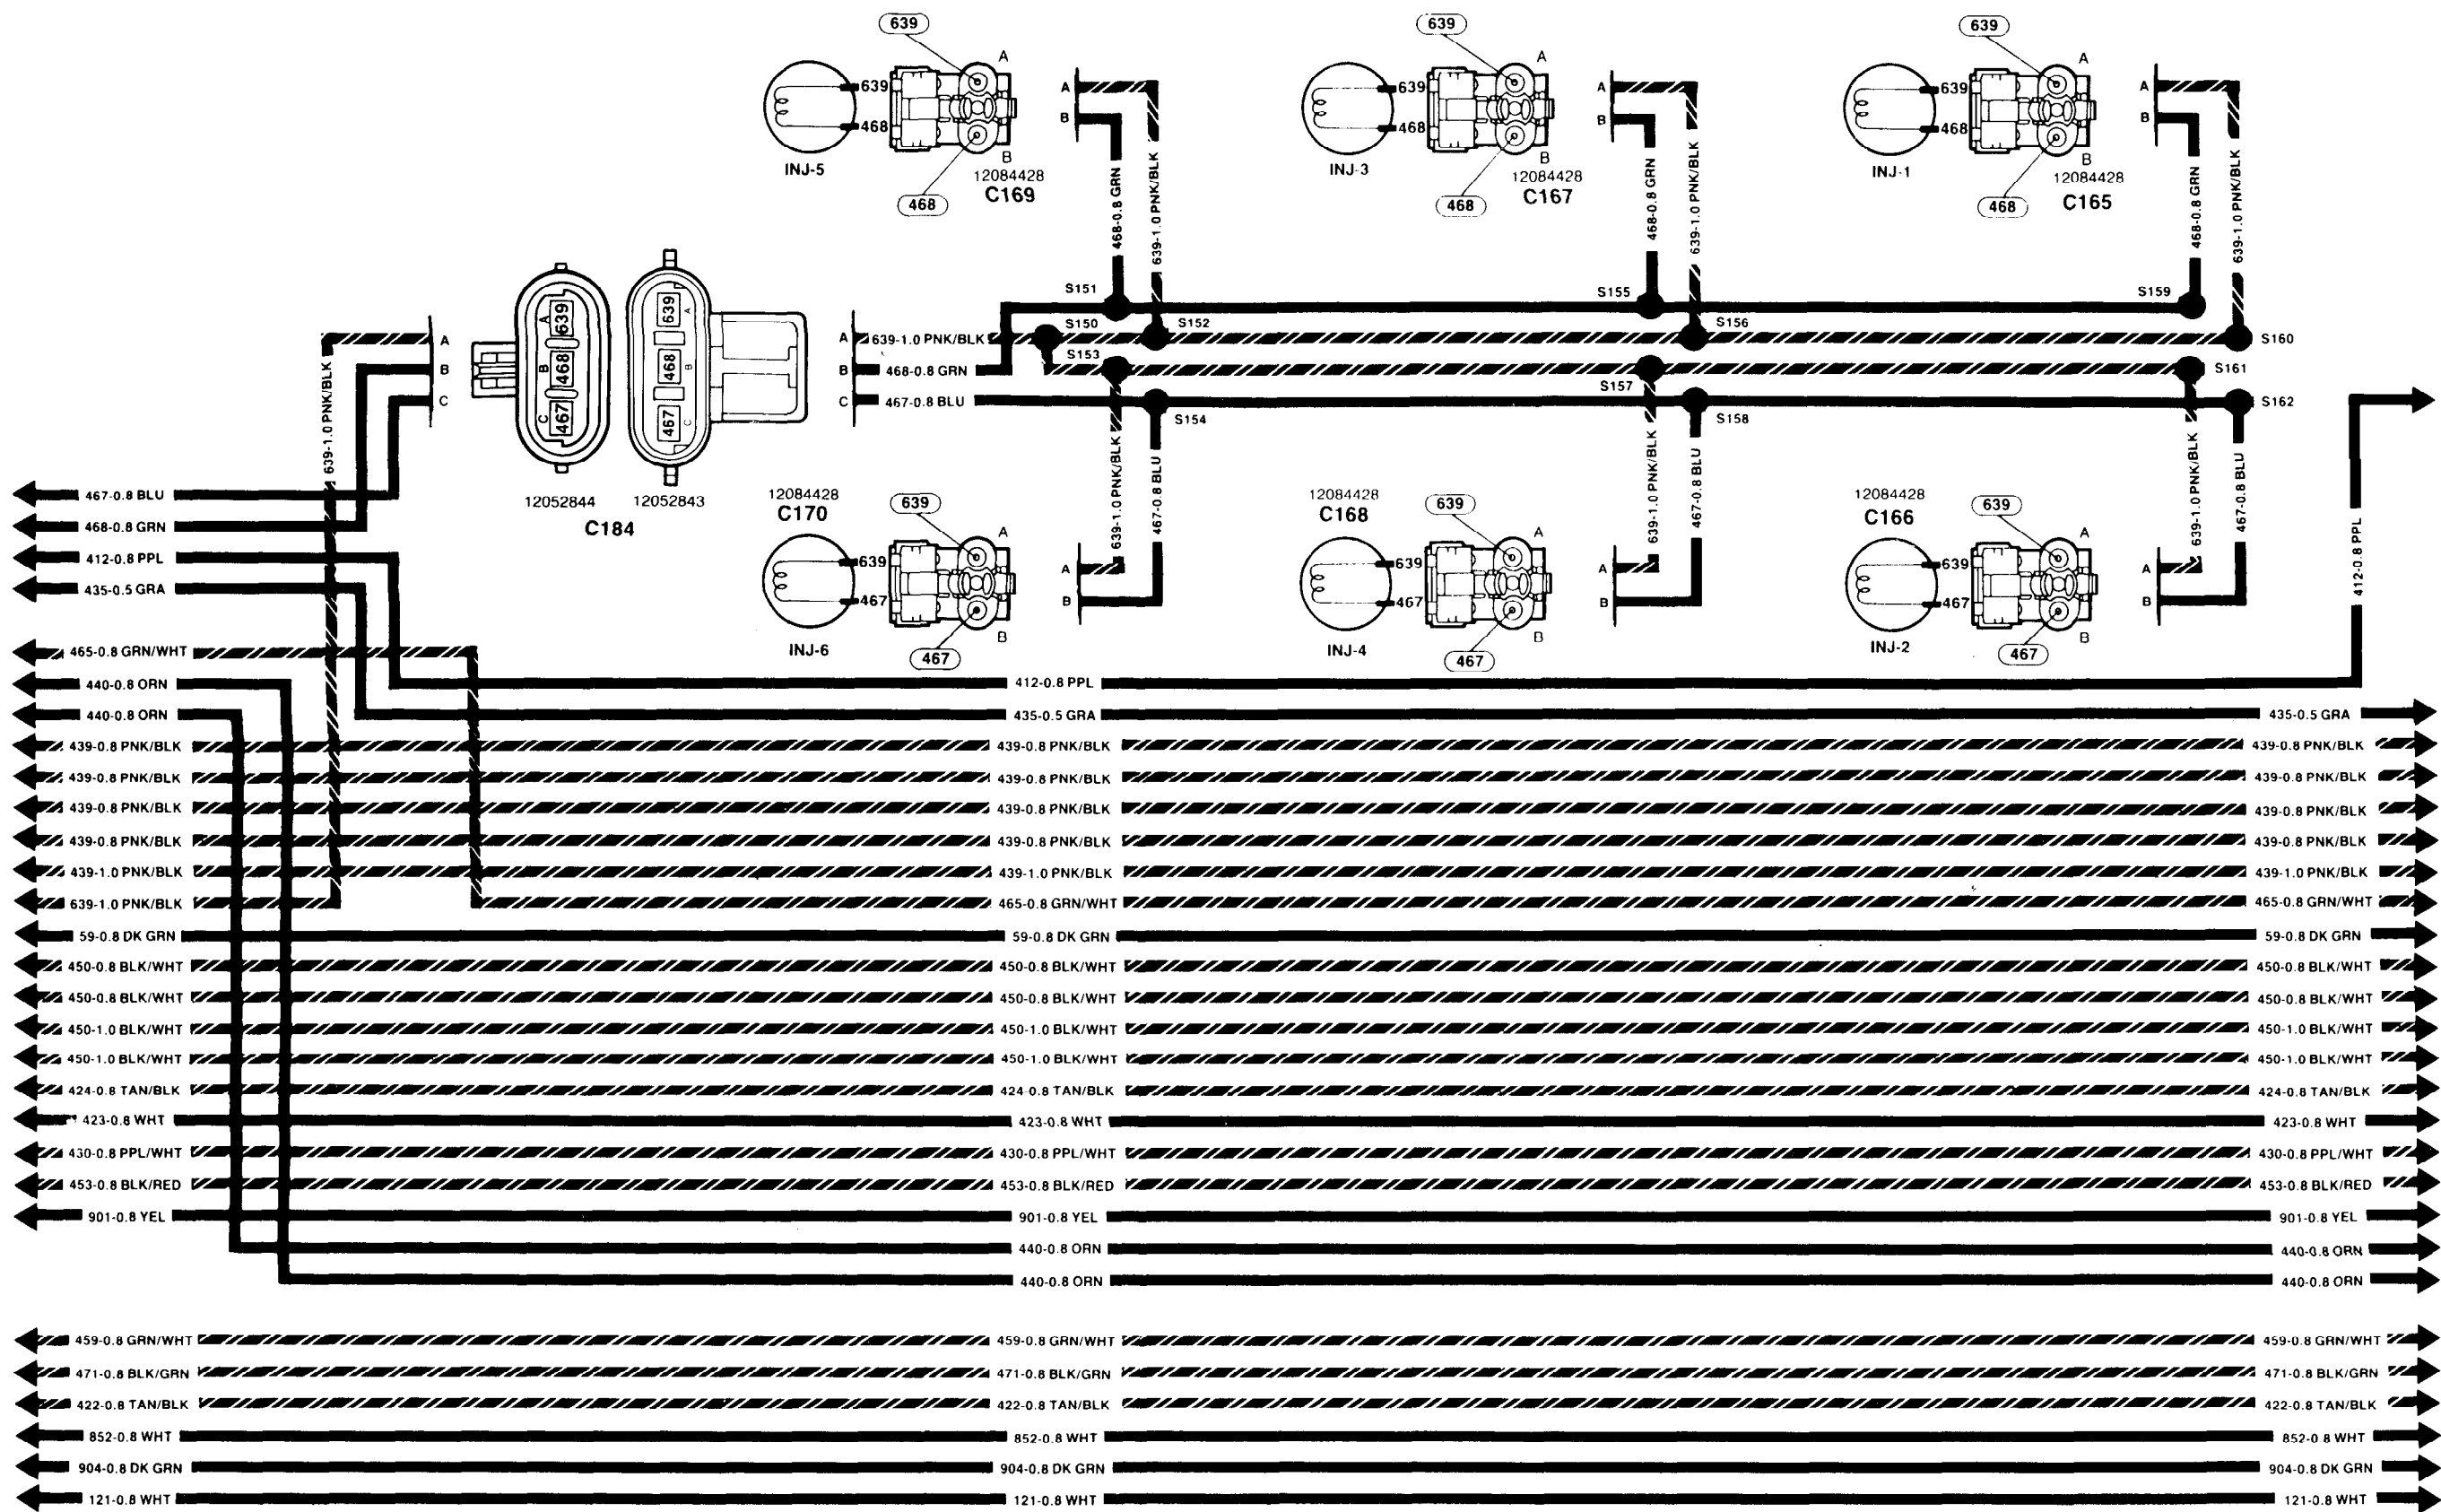 639
639
639
A
A
A
639
468
639
468
639
468
A
B
A
B
A
B
INJ-5
INJ-3
INJ-1
B
B
B
12084428
C169
12084428
C167
12084428
C165
468
468
468
468-0.8 GRN
639-1.0 PNK/BLK
468-0.8 GRN
639-1.0 PNK/BLK
468-0.8 GRN
639-1.0 PNK/BLK
S151
S155
S159
S150
S152
S156
S160
S153
S157
S161
S154
S158
S162
A
B
C
A 639
B 468
C 467
639 A
468 B
467 C
A 639-1.0 PNK/BLK
B 468-0.8 GRN
C 467-0.8 BLU
639-1.0 PNK/BLK
12052844
12052843
C184
12084428
C170
12084428
C168
12084428
C166
639
639
639
A
A
A
639
467
639
467
639
467
A
B
A
B
A
B
B
B
B
INJ-6
INJ-4
INJ-2
467
467
467
639-1.0 PNK/BLK
467-0.8 BLU
639-1.0 PNK/BLK
467-0.8 BLU
639-1.0 PNK/BLK
467-0.8 BLU
412-0.8 PPL
467-0.8 BLU
468-0.8 GRN
412-0.8 PPL
435-0.5 GRA
465-0.8 GRN/WHT
440-0.8 ORN 412-0.8 PPL
440-0.8 ORN 435-0.5 GRA 435-0.5 GRA
439-0.8 PNK/BLK 439-0.8 PNK/BLK 439-0.8 PNK/BLK
439-0.8 PNK/BLK 439-0.8 PNK/BLK 439-0.8 PNK/BLK
439-0.8 PNK/BLK 439-0.8 PNK/BLK 439-0.8 PNK/BLK
439-0.8 PNK/BLK 439-0.8 PNK/BLK 439-0.8 PNK/BLK
439-1.0 PNK/BLK 439-1.0 PNK/BLK 439-1.0 PNK/BLK
639-1.0 PNK/BLK 465-0.8 GRN/WHT 465-0.8 GRN/WHT
59-0.8 DK GRN 59-0.8 DK GRN 59-0.8 DK GRN
450-0.8 BLK/WHT 450-0.8 BLK/WHT 450-0.8 BLK/WHT
450-0.8 BLK/WHT 450-0.8 BLK/WHT 450-0.8 BLK/WHT
450-1.0 BLK/WHT 450-1.0 BLK/WHT 450-1.0 BLK/WHT
450-1.0 BLK/WHT 450-1.0 BLK/WHT 450-1.0 BLK/WHT
424-0.8 TAN/BLK 424-0.8 TAN/BLK 424-0.8 TAN/BLK
423-0.8 WHT 423-0.8 WHT 423-0.8 WHT
430-0.8 PPL/WHT 430-0.8 PPL/WHT 430-0.8 PPL/WHT
453-0.8 BLK/RED 453-0.8 BLK/RED 453-0.8 BLK/RED
901-0.8 YEL 901-0.8 YEL 901-0.8 YEL
440-0.8 ORN 440-0.8 ORN
440-0.8 ORN 440-0.8 ORN
459-0.8 GRN/WHT 459-0.8 GRN/WHT 459-0.8 GRN/WHT
471-0.8 BLK/GRN 471-0.8 BLK/GRN 471-0.8 BLK/GRN
422-0.8 TAN/BLK 422-0.8 TAN/BLK 422-0.8 TAN/BLK
852-0.8 WHT 852-0.8 WHT 852-0.8 WHT
904-0.8 DK GRN 904-0.8 DK GRN 904-0.8 DK GRN
121-0.8 WHT 121-0.8 WHT 121-0.8 WHT